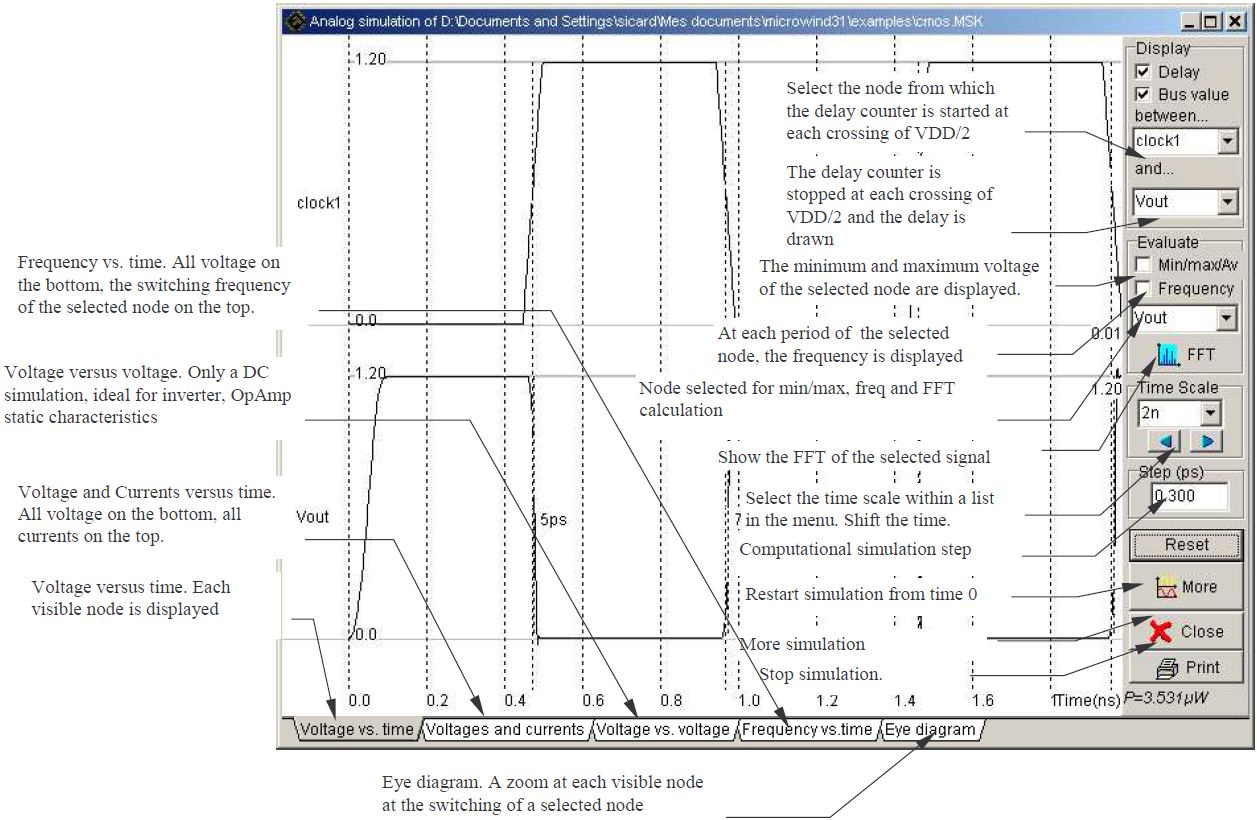 Analog simulation of D:\Documents and Settings\sicard\Mes documents\microwind31\examples\cmos.MSK
1.20
clock1
0.0
0.01
1.20
1.20
Vout
5ps
7
0.0
0.0
0.2
0.4
0.6
0.8
1.0
1.2
1.4
1.6
Time(ns)
P=3.531µW
Voltage vs. time
Voltages and currents
Voltage vs. voltage
Frequency vs.time
Eye diagram
Display
Delay
Bus value
between...
clock1
and...
Vout
Evaluate
Min/max/Av
Frequency
Vout
FFT
Time Scale
2n
Step (ps)
0.300
Reset
More
Close
Print
Select the node from which
the delay counter is started at
each crossing of VDD/2
The delay counter is
stopped at each crossing of
VDD/2 and the delay is
drawn
The minimum and maximum voltage
of the selected node are displayed.
At each period of the selected
node, the frequency is displayed
Node selected for min/max, freq and FFT
calculation
Show the FFT of the selected signal
Select the time scale within a list
in the menu. Shift the time.
Computational simulation step
Restart simulation from time 0
More simulation
Stop simulation.
Frequency vs. time. All voltage on
the bottom, the switching frequency
of the selected node on the top.
Voltage versus voltage. Only a DC
simulation, ideal for inverter, OpAmp
static characteristics
Voltage and Currents versus time.
All voltage on the bottom, all
currents on the top.
Voltage versus time. Each
visible node is displayed
Eye diagram. A zoom at each visible node
at the switching of a selected node